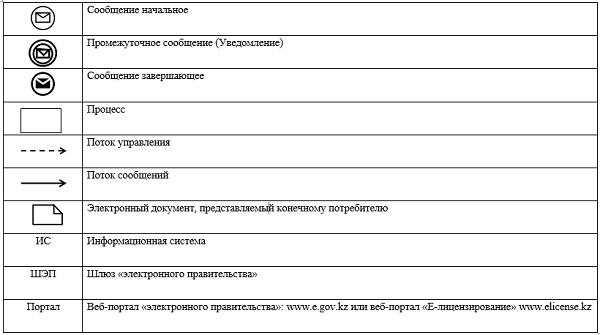 Сообщение начальное
Промежуточное сообщение (Уведомление)
Сообщение завершающее
Процесс
Поток управления
Поток сообщений
Электронный документ, представляемый конечному потребителю
ИС Информационная система
ШЭП Шлюз «электронного правительства»
Портал Веб-портал «электронного правительства»: www.e.gov.kz или веб-портал «Е-лицензирование» www.elicense.kz